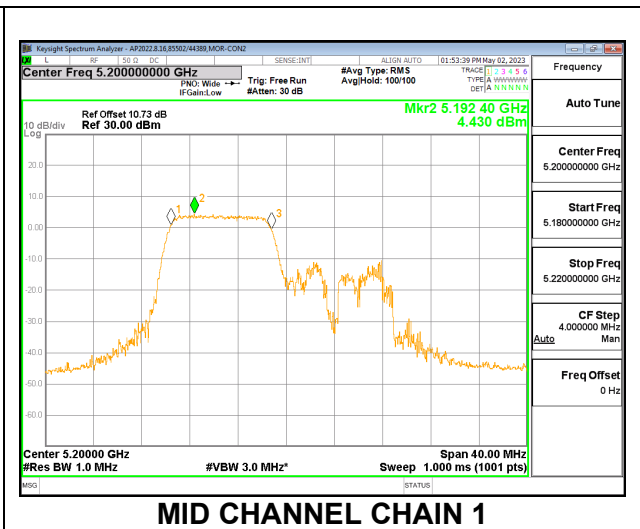 Keysight Spectrum Analyzer - AP2022.8.16,85502/44389,MOR-CON2
LXI L RF 50 Ω DC SENSE:INT ALIGN AUTO 01:53:39 PM May 02, 2023
Center Freq 5.200000000 GHz
PNO: Wide
IFGain:Low
Trig: Free Run
#Atten: 30 dB
#Avg Type: RMS
Avg|Hold: 100/100
TRACE 1 2 3 4 5 6
TYPE A WWWWW
DET A N N N N N
Frequency
Mkr2 5.192 40 GHz
4.430 dBm
Ref Offset 10.73 dB
10 dB/div Ref 30.00 dBm
Log
20.0
10.0
0.00
-10.0
-20.0
-30.0
-40.0
-50.0
-60.0
1
2
3
Center 5.20000 GHz Span 40.00 MHz
#Res BW 1.0 MHz #VBW 3.0 MHz* Sweep 1.000 ms (1001 pts)
MSG STATUS
Auto Tune
Center Freq
5.200000000 GHz
Start Freq
5.180000000 GHz
Stop Freq
5.220000000 GHz
CF Step
4.000000 MHz
Auto Man
Freq Offset
0 Hz
MID CHANNEL CHAIN 1